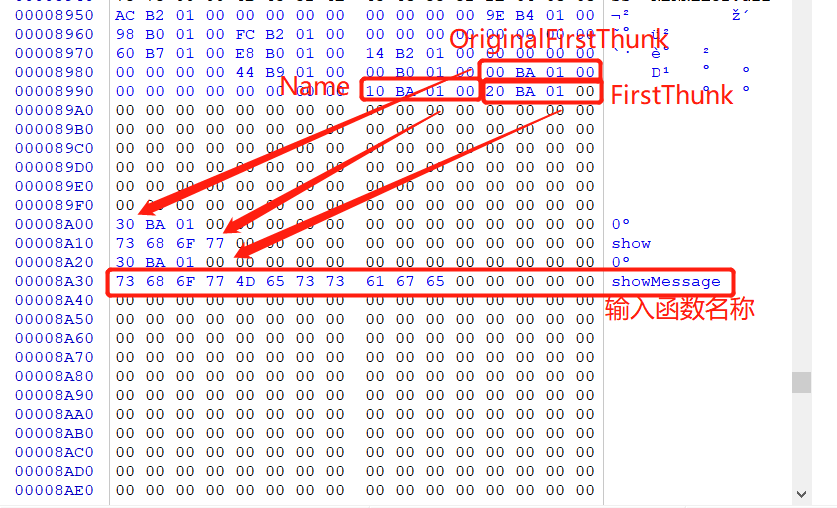 00008950 AC B2 01 00 00 00 00 00 00 00 00 00 9E B4 01 00 ¬² ž´
00008960 98 B0 01 00 FC B2 01 00 00 00 00 00 00 00 00 00
OriginalFirstThunk
00008970 60 B7 01 00 E8 B0 01 00 14 B2 01 00 00 00 00 00 `· è° ²
00008980 00 00 00 00 44 B9 01 00 00 B0 01 00 00 BA 01 00 D¹ ° º
Name
00008990 00 00 00 00 00 00 00 00 10 BA 01 00 20 BA 01 00 º º
FirstThunk
000089A0 00 00 00 00 00 00 00 00 00 00 00 00 00 00 00 00
000089B0 00 00 00 00 00 00 00 00 00 00 00 00 00 00 00 00
000089C0 00 00 00 00 00 00 00 00 00 00 00 00 00 00 00 00
000089D0 00 00 00 00 00 00 00 00 00 00 00 00 00 00 00 00
000089E0 00 00 00 00 00 00 00 00 00 00 00 00 00 00 00 00
000089F0 00 00 00 00 00 00 00 00 00 00 00 00 00 00 00 00
00008A00 30 BA 01 00 00 00 00 00 00 00 00 00 00 00 00 00 0º
00008A10 73 68 6F 77 00 00 00 00 00 00 00 00 00 00 00 00 show
00008A20 30 BA 01 00 00 00 00 00 00 00 00 00 00 00 00 00 0º
00008A30 73 68 6F 77 4D 65 73 73 61 67 65 00 00 00 00 00 showMessage
输入函数名称
00008A40 00 00 00 00 00 00 00 00 00 00 00 00 00 00 00 00
00008A50 00 00 00 00 00 00 00 00 00 00 00 00 00 00 00 00
00008A60 00 00 00 00 00 00 00 00 00 00 00 00 00 00 00 00
00008A70 00 00 00 00 00 00 00 00 00 00 00 00 00 00 00 00
00008A80 00 00 00 00 00 00 00 00 00 00 00 00 00 00 00 00
00008A90 00 00 00 00 00 00 00 00 00 00 00 00 00 00 00 00
00008AA0 00 00 00 00 00 00 00 00 00 00 00 00 00 00 00 00
00008AB0 00 00 00 00 00 00 00 00 00 00 00 00 00 00 00 00
00008AC0 00 00 00 00 00 00 00 00 00 00 00 00 00 00 00 00
00008AD0 00 00 00 00 00 00 00 00 00 00 00 00 00 00 00 00
00008AE0 00 00 00 00 00 00 00 00 00 00 00 00 00 00 00 00